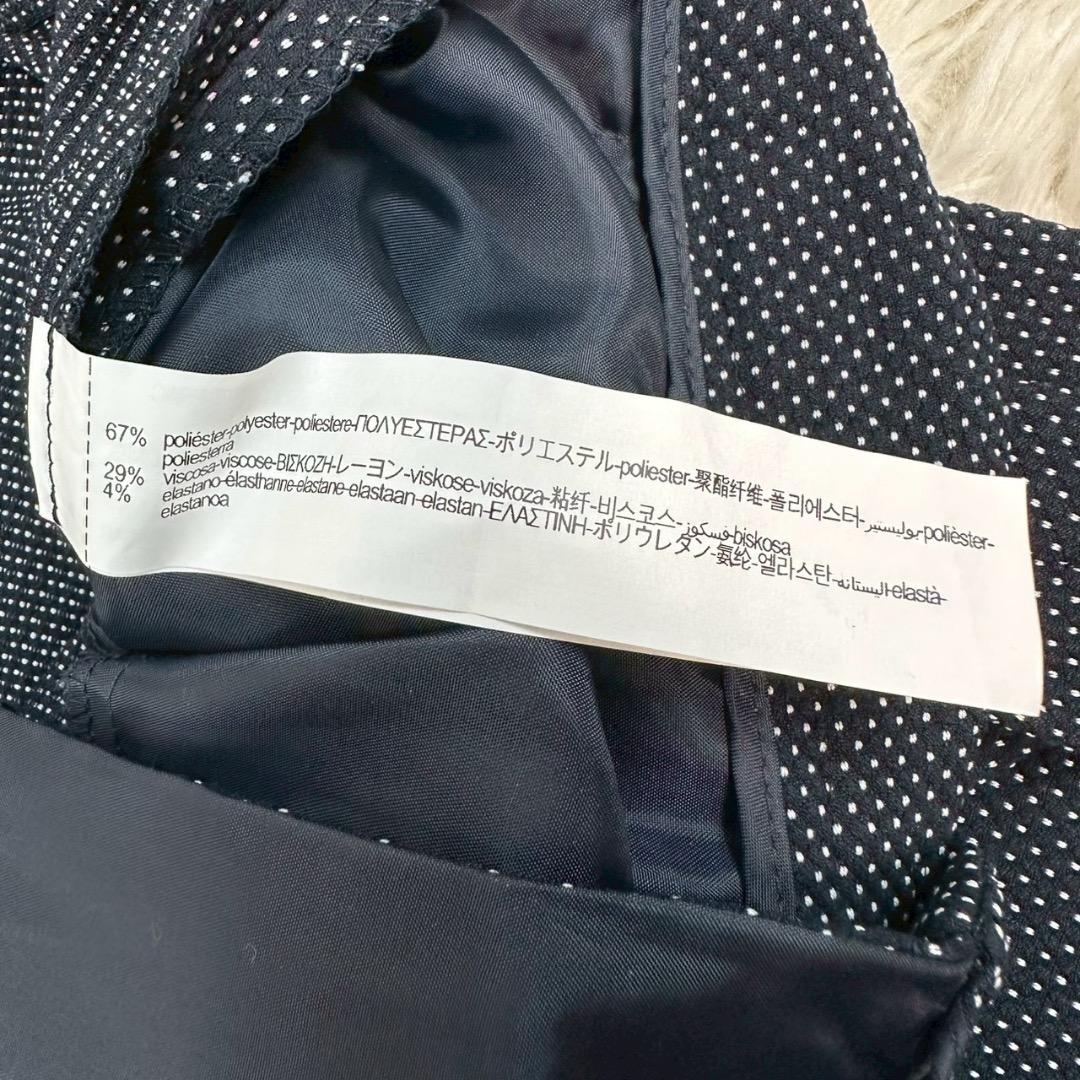 67% poliéster-polyester-poliestere-ΠΟΛΥΕΣΤΕΡΑΣ-ポリエステル-poliester-聚酯纤维-폴리에스터-بوليستير-polièster-
poliesterra
29% viscosa-viscose-ΒΙΣΚΟΖΗ-レーヨン-viskose-viskoza-粘纤-비스코스-فسكوز-biskosa
4% elastano-élasthanne-elastane-elastaan-elastan-ΕΛΑΣΤΙΝΗ-ポリウレタン-氨纶-엘라스탄-اليستانه-elastà-
elastanoa